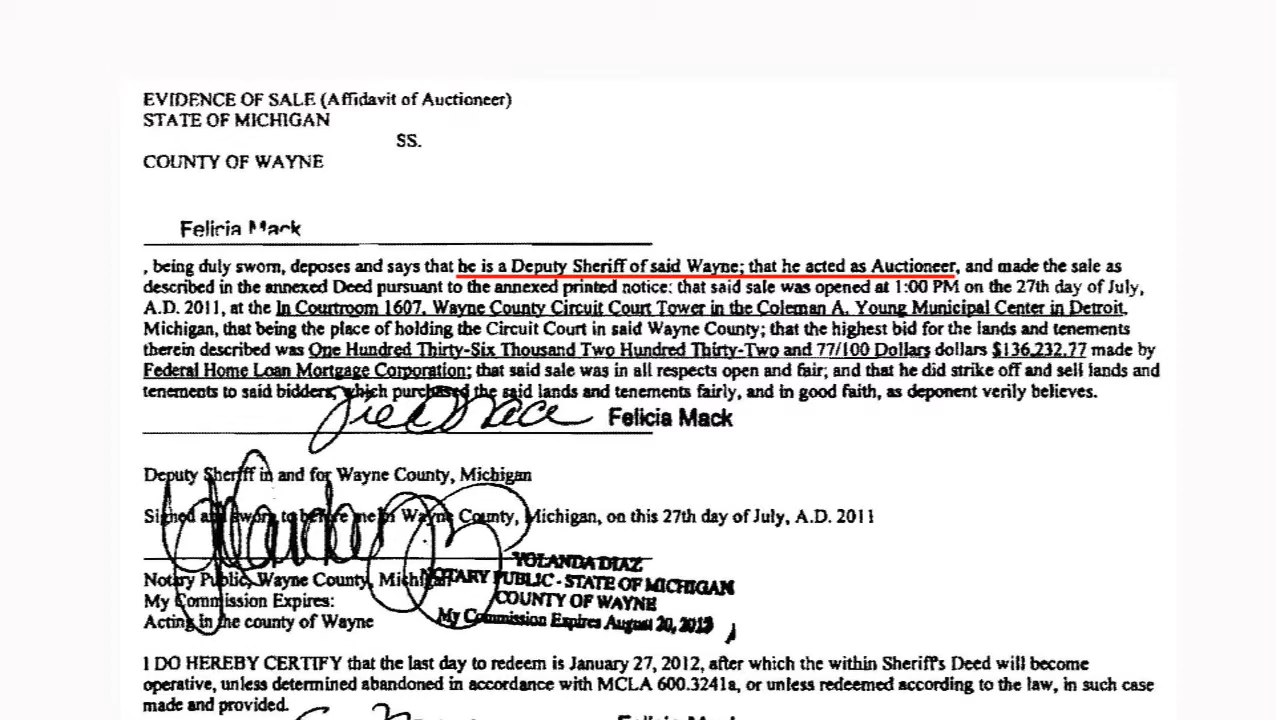 EVIDENCE OF SALE (Affidavit of Auctioneer)
STATE OF MICHIGAN
SS.
COUNTY OF WAYNE
Felicia Mack
, being duly sworn, deposes and says that he is a Deputy Sheriff of said Wayne; that he acted as Auctioneer, and made the sale as
described in the annexed Deed pursuant to the annexed printed notice: that said sale was opened at 1:00 PM on the 27th day of July,
A.D. 2011, at the In Courtroom 1607, Wayne County Circuit Court Tower in the Coleman A. Young Municipal Center in Detroit,
Michigan, that being the place of holding the Circuit Court in said Wayne County; that the highest bid for the lands and tenements
therein described was One Hundred Thirty-Six Thousand Two Hundred Thirty-Two and 77/100 Dollars dollars $136,232.77 made by
Federal Home Loan Mortgage Corporation; that said sale was in all respects open and fair; and that he did strike off and sell lands and
tenements to said bidders, which purchased the said lands and tenements fairly, and in good faith, as deponent verily believes.
Felicia Mack
Deputy Sheriff in and for Wayne County, Michigan
Signed and sworn to before me in Wayne County, Michigan, on this 27th day of July, A.D. 2011
YOLANDA DIAZ
NOTARY PUBLIC - STATE OF MICHIGAN
COUNTY OF WAYNE
My Commission Expires August 20, 2013
Notary Public, Wayne County, Michigan
My Commission Expires:
Acting in the county of Wayne
I DO HEREBY CERTIFY that the last day to redeem is January 27, 2012, after which the within Sheriff's Deed will become
operative, unless determined abandoned in accordance with MCLA 600.3241a, or unless redeemed according to the law, in such case
made and provided.
Felicia Mack